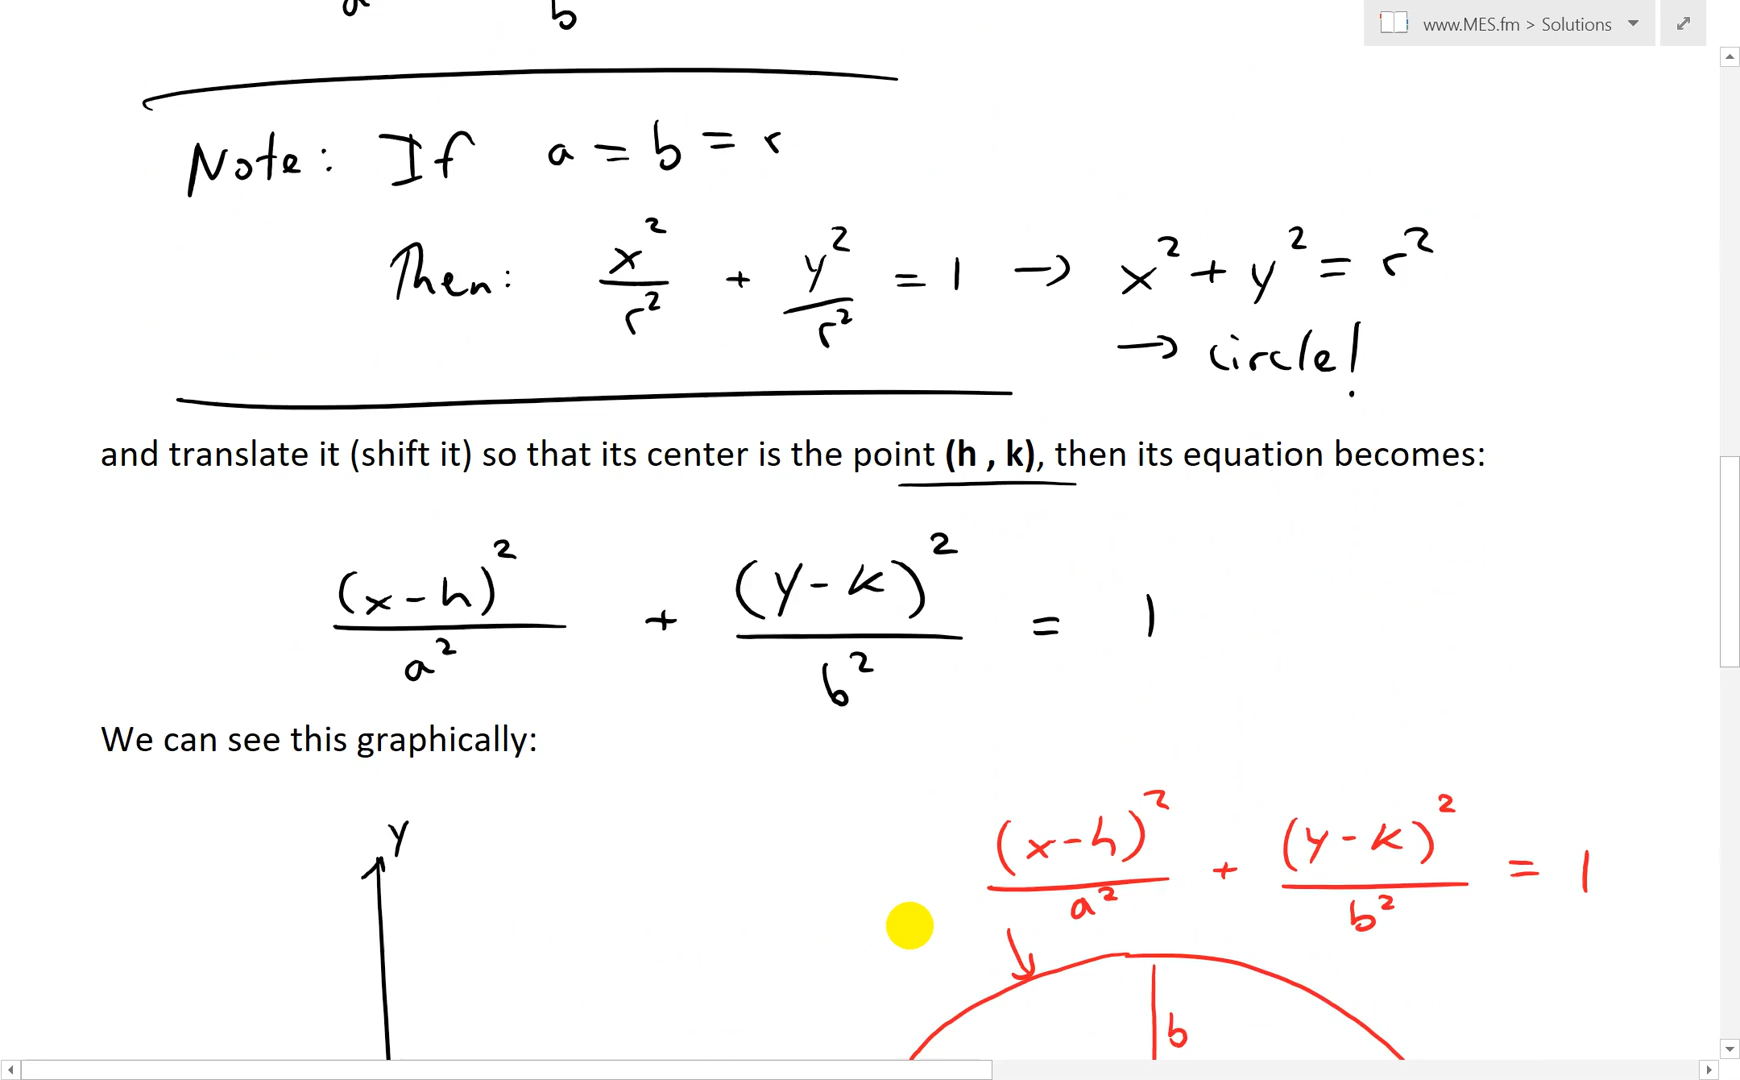 a b
www.MES.fm > Solutions
Note: If a = b = r
Then: x²/r² + y²/r² = 1 → x² + y² = r²
→ circle!
and translate it (shift it) so that its center is the point (h , k), then its equation becomes:
(x-h)²/a² + (y-k)²/b² = 1
We can see this graphically:
y
(x-h)²/a² + (y-k)²/b² = 1
b